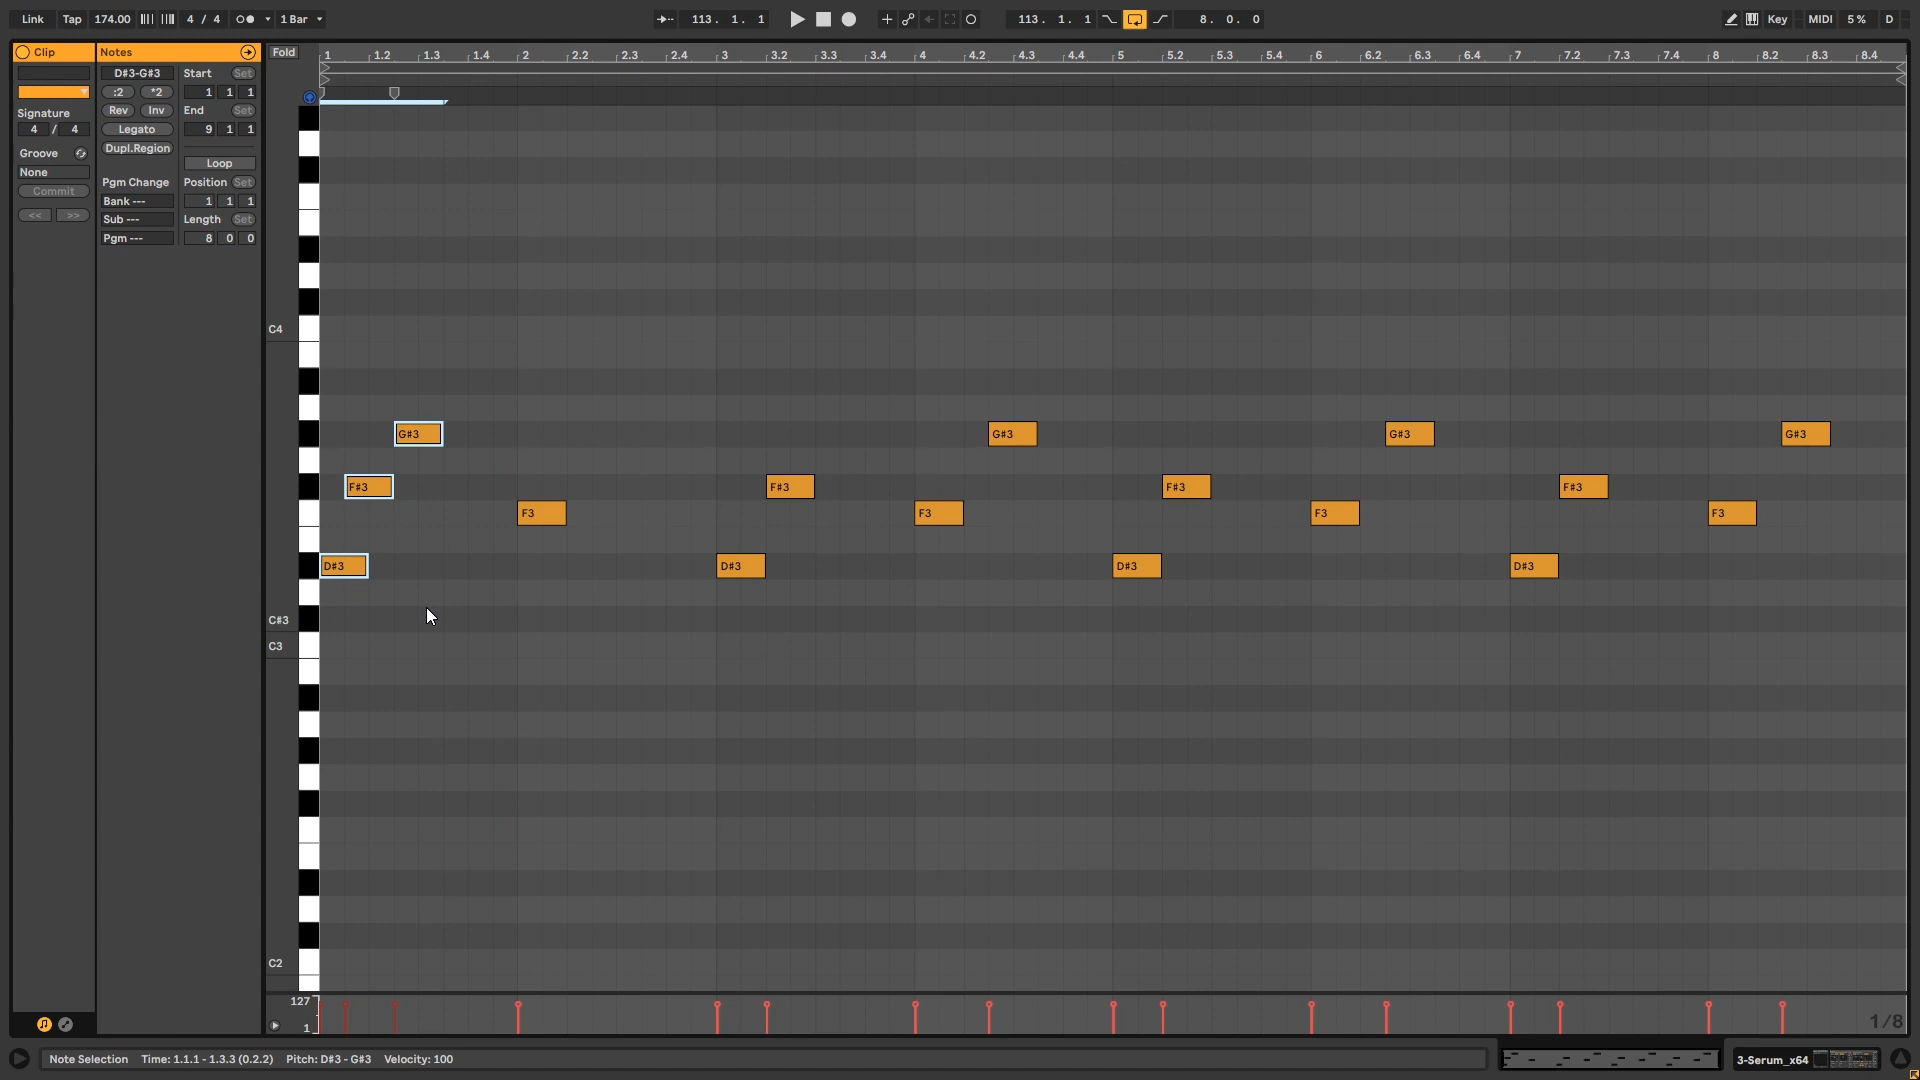 Link Tap 174.00 4 / 4 1 Bar 113. 1. 1 113. 1. 1 8. 0. 0 Key MIDI 5 % D
Clip
Signature
4 / 4
Groove
None
Commit
<< >>
Notes
D#3-G#3
:2 *2
Rev Inv
Legato
Dupl.Region
Pgm Change
Bank ---
Sub ---
Pgm ---
Start Set
1 1 1
End Set
9 1 1
Loop
Position Set
1 1 1
Length Set
8 0 0
Fold
1 1.2 1.3 1.4 2 2.2 2.3 2.4 3 3.2 3.3 3.4 4 4.2 4.3 4.4 5 5.2 5.3 5.4 6 6.2 6.3 6.4 7 7.2 7.3 7.4 8 8.2 8.3 8.4
C4
G#3 G#3 G#3 G#3
F#3 F#3 F#3 F#3
F3 F3 F3 F3
D#3 D#3 D#3 D#3
C#3
C3
C2
127
1
1/8
Note Selection Time: 1.1.1 - 1.3.3 (0.2.2) Pitch: D#3 - G#3 Velocity: 100
3-Serum_x64